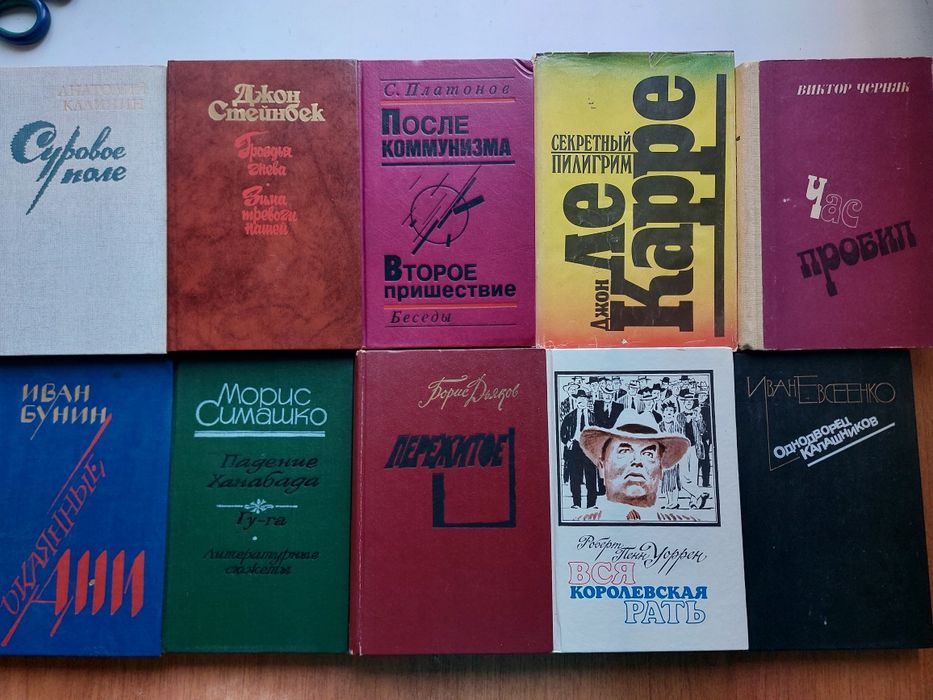 АНАТОЛИЙ
КАЛИНИН
Суровое
поле
Джон
Стейнбек
Гроздья
гнева
Зима
тревоги
нашей
С. Платонов
ПОСЛЕ
КОММУНИЗМА
ВТОРОЕ
ПРИШЕСТВИЕ
Беседы
СЕКРЕТНЫЙ
ПИЛИГРИМ
ДЖОН
Ле
Карре
ВИКТОР ЧЕРНЯК
Час
пробил
ИВАН
БУНИН
ОКАЯННЫЕ
ДНИ
Морис
Симашко
Падение
Ханабада
Гу-га
Литературные
сюжеты
Борис Дьяков
ПЕРЕЖИТОЕ
Роберт
Пенн Уоррен
ВСЯ
КОРОЛЕВСКАЯ
РАТЬ
ИВАН ЕВСЕЕНКО
ОДНОДВОРЕЦ
КАЛАШНИКОВ